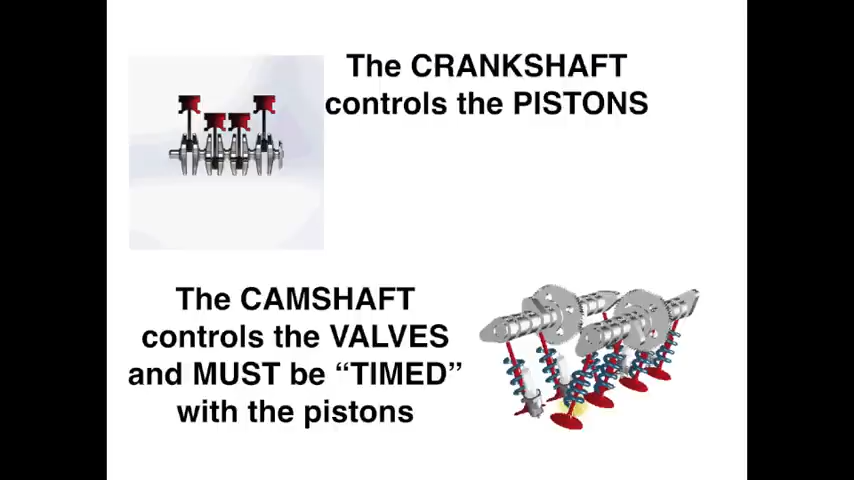 The CRANKSHAFT
controls the PISTONS
The CAMSHAFT
controls the VALVES
and MUST be “TIMED”
with the pistons